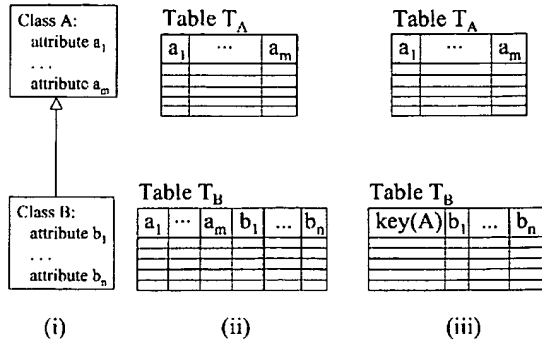 Class A:
attribute a1
...
attribute am
Class B:
attribute b1
...
attribute bn
(i)
Table TA
a1 ... am
Table TB
a1 ... am b1 ... bn
(ii)
Table TA
a1 ... am
Table TB
key(A) b1 ... bn
(iii)